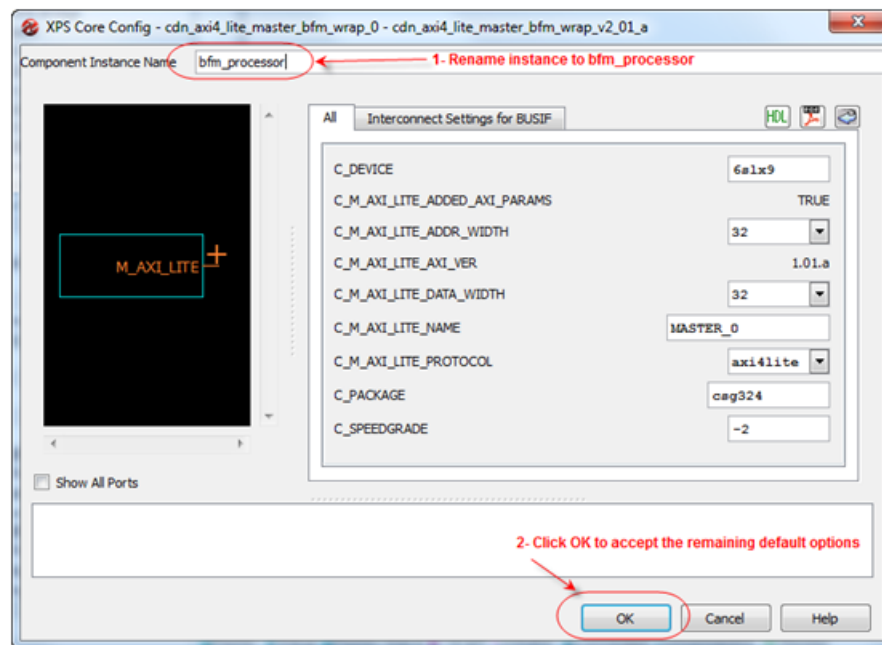 XPS Core Config - cdn_axi4_lite_master_bfm_wrap_0 - cdn_axi4_lite_master_bfm_wrap_v2_01_a
Component Instance Name bfm_processor 1- Rename instance to bfm_processor
All Interconnect Settings for BUSIF HDL
C_DEVICE 6slx9
C_M_AXI_LITE_ADDED_AXI_PARAMS TRUE
C_M_AXI_LITE_ADDR_WIDTH 32
M_AXI_LITE
C_M_AXI_LITE_AXI_VER 1.01.a
C_M_AXI_LITE_DATA_WIDTH 32
C_M_AXI_LITE_NAME MASTER_0
C_M_AXI_LITE_PROTOCOL axi4lite
C_PACKAGE csg324
C_SPEEDGRADE -2
Show All Ports
2- Click OK to accept the remaining default options
OK Cancel Help